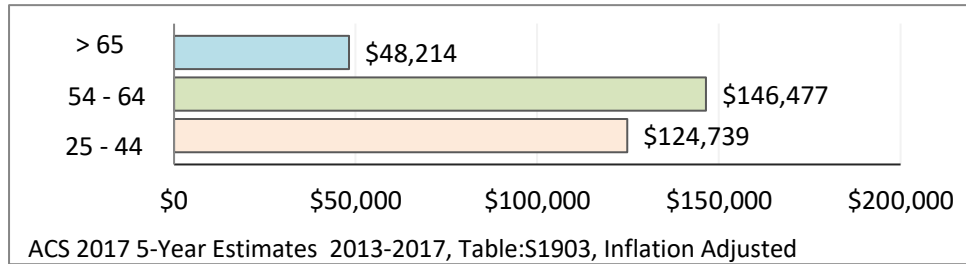 > 65
$48,214
54 - 64
$146,477
25 - 44
$124,739
$0 $50,000 $100,000 $150,000 $200,000
ACS 2017 5-Year Estimates  2013-2017, Table:S1903, Inflation Adjusted